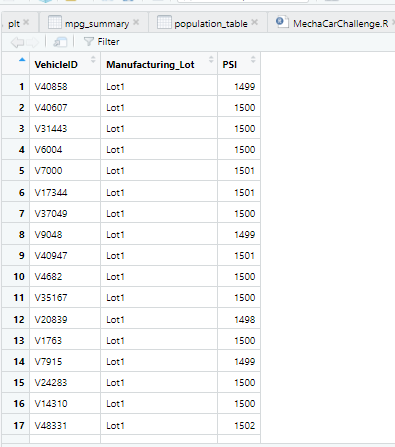 plt mpg_summary population_table MechaCarChallenge.R
Filter
VehicleID Manufacturing_Lot PSI
1 V40858 Lot1 1499
2 V40607 Lot1 1500
3 V31443 Lot1 1500
4 V6004 Lot1 1500
5 V7000 Lot1 1501
6 V17344 Lot1 1501
7 V37049 Lot1 1500
8 V9048 Lot1 1499
9 V40947 Lot1 1501
10 V4682 Lot1 1500
11 V35167 Lot1 1500
12 V20839 Lot1 1498
13 V1763 Lot1 1500
14 V7915 Lot1 1499
15 V24283 Lot1 1500
16 V14310 Lot1 1500
17 V48331 Lot1 1502